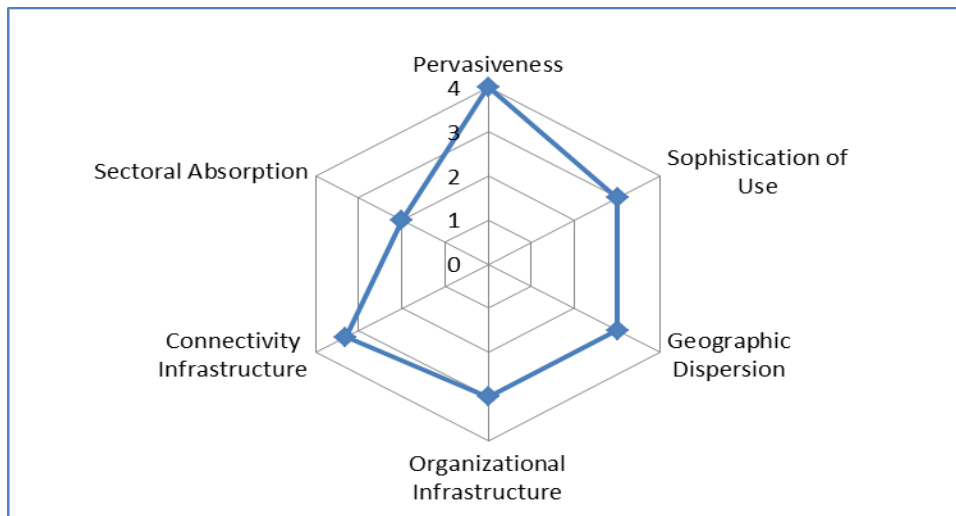 Pervasiveness
4
3
2
1
0
Sophistication of
Use
Geographic
Dispersion
Organizational
Infrastructure
Connectivity
Infrastructure
Sectoral Absorption